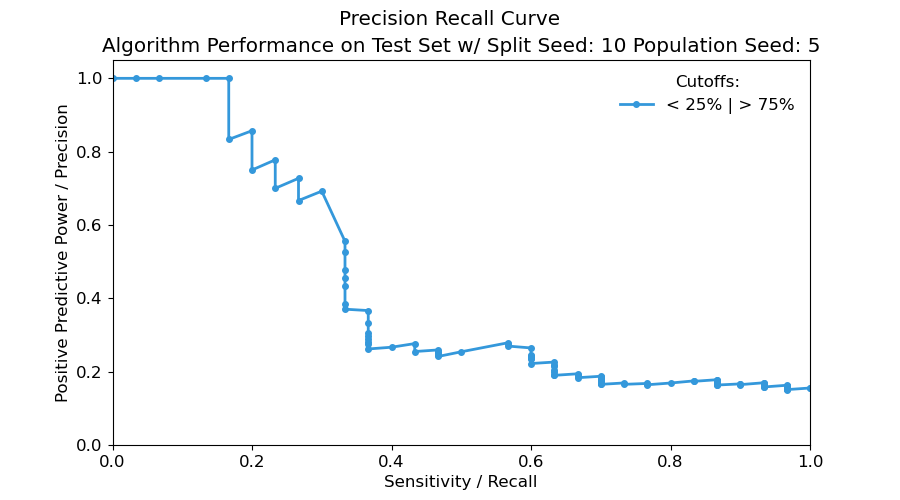 Precision Recall Curve
Algorithm Performance on Test Set w/ Split Seed: 10 Population Seed: 5
Cutoffs:
< 25% | > 75%
Positive Predictive Power / Precision
1.0
0.8
0.6
0.4
0.2
0.0
0.0 0.2 0.4 0.6 0.8 1.0
Sensitivity / Recall